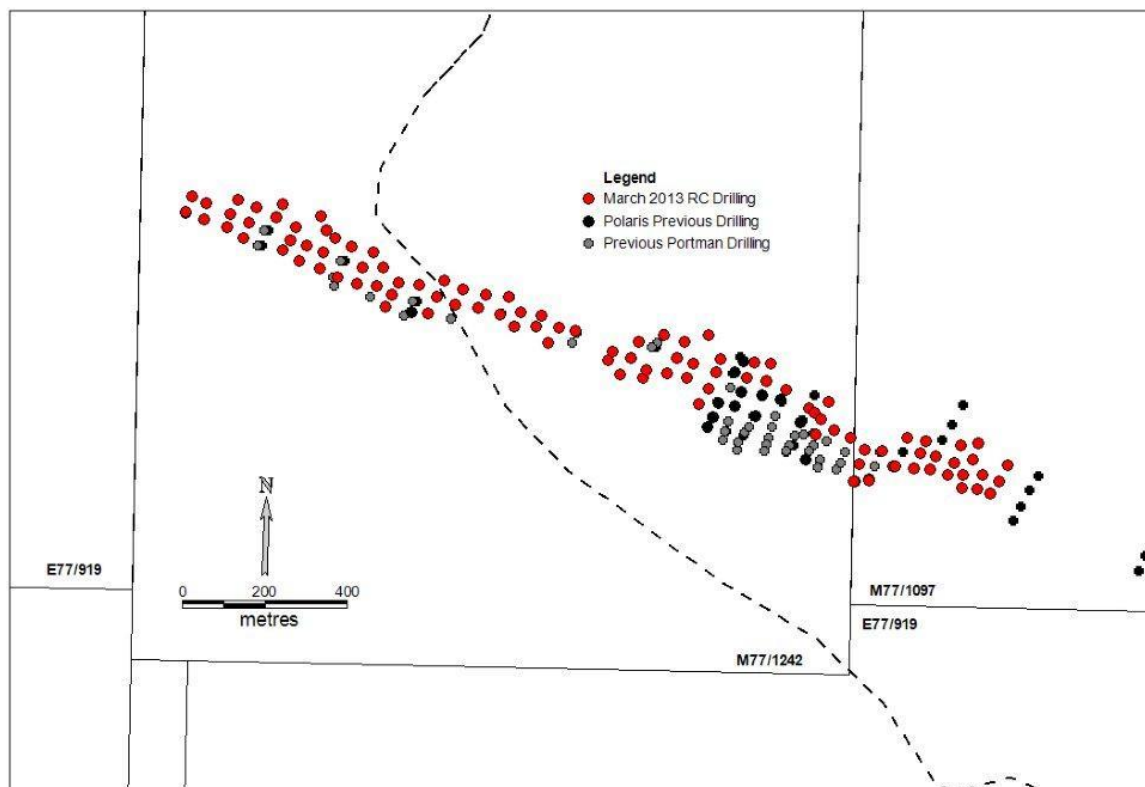 Legend
March 2013 RC Drilling
Polaris Previous Drilling
Previous Portman Drilling
N
E77/919
0 200 400
metres
M77/1097
E77/919
M77/1242